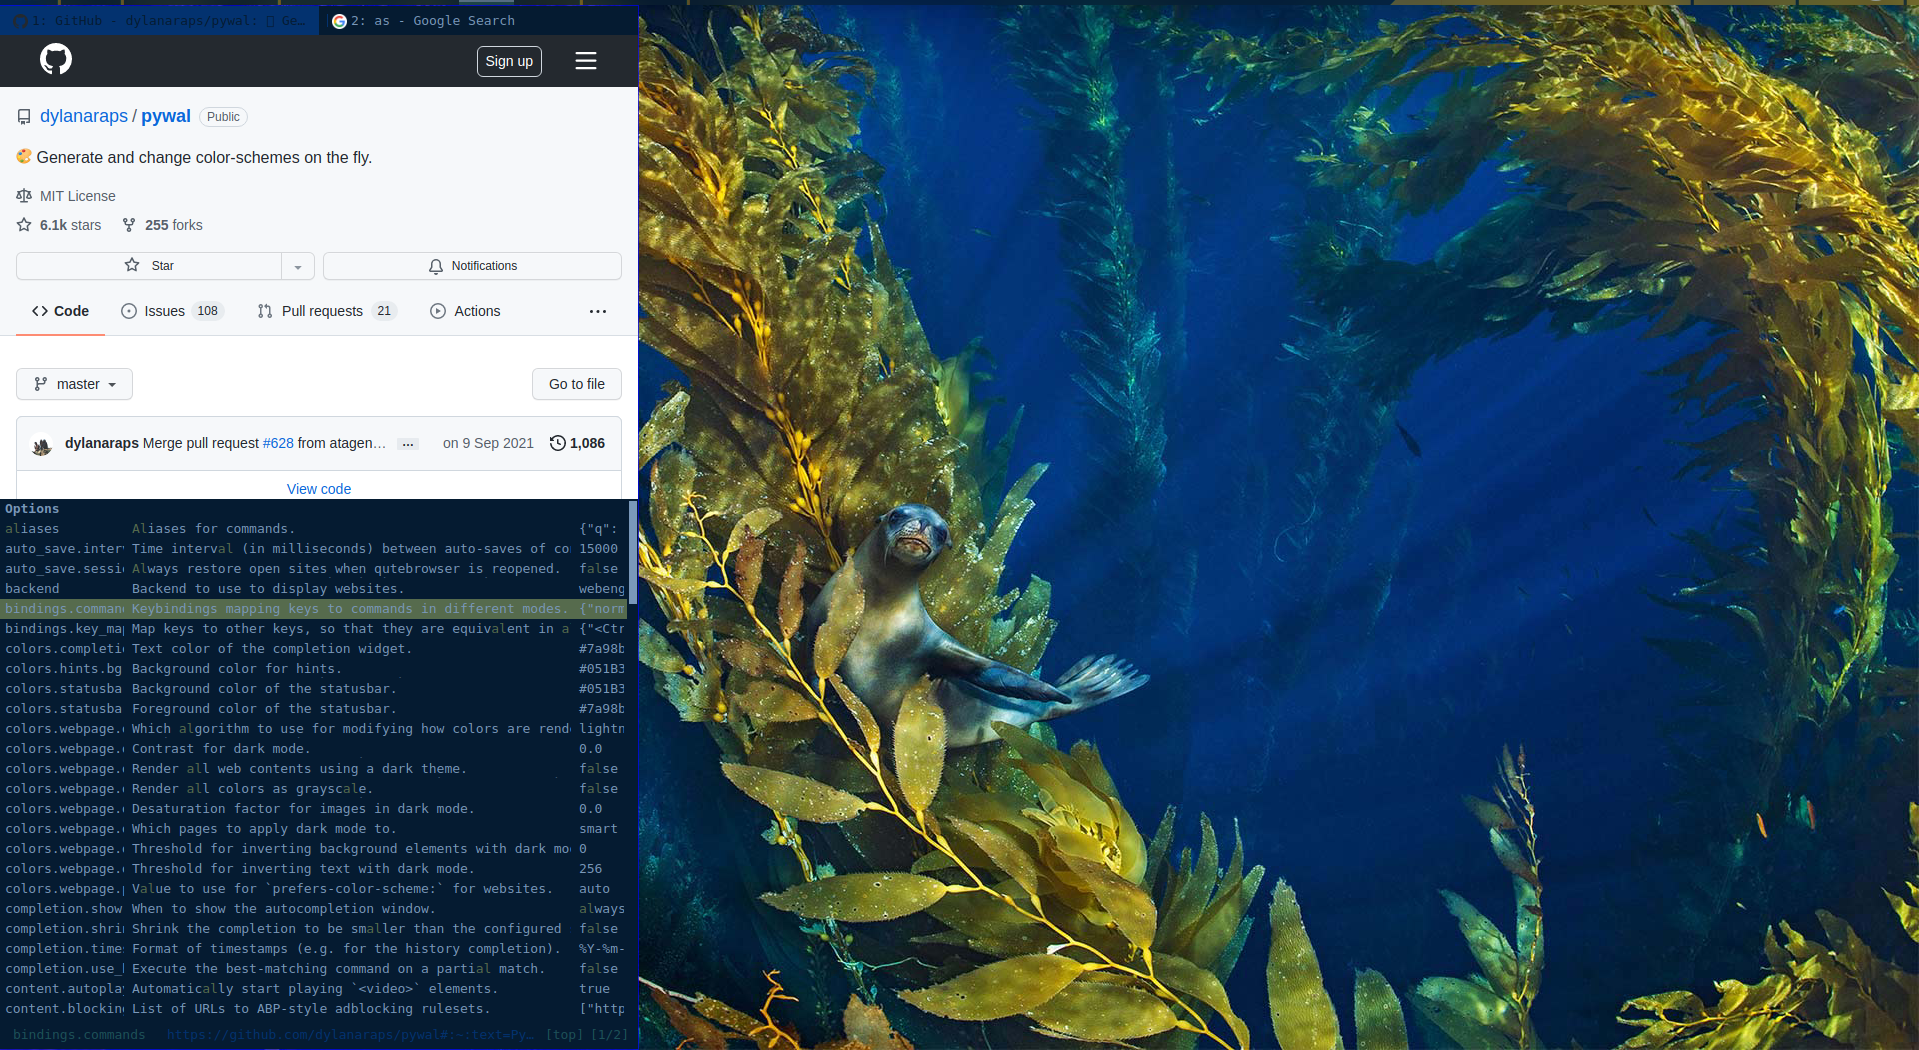 1: GitHub - dylanaraps/pywal: Ge…
2: as - Google Search
Sign up
dylanaraps / pywal Public
Generate and change color-schemes on the fly.
MIT License
6.1k stars 255 forks
Star Notifications
Code Issues 108 Pull requests 21 Actions
master Go to file
dylanaraps Merge pull request #628 from atagen… … on 9 Sep 2021 1,086
View code
Options
aliases Aliases for commands. {"q":
auto_save.inter Time interval (in milliseconds) between auto-saves of co 15000
auto_save.sessi Always restore open sites when qutebrowser is reopened. false
backend Backend to use to display websites. webeng
bindings.comman Keybindings mapping keys to commands in different modes. {"norm
bindings.key_ma Map keys to other keys, so that they are equivalent in a {"<Ctr
colors.completi Text color of the completion widget. #7a98b
colors.hints.bg Background color for hints. #051B3
colors.statusba Background color of the statusbar. #051B3
colors.statusba Foreground color of the statusbar. #7a98b
colors.webpage. Which algorithm to use for modifying how colors are rend lightn
colors.webpage. Contrast for dark mode. 0.0
colors.webpage. Render all web contents using a dark theme. false
colors.webpage. Render all colors as grayscale. false
colors.webpage. Desaturation factor for images in dark mode. 0.0
colors.webpage. Which pages to apply dark mode to. smart
colors.webpage. Threshold for inverting background elements with dark mo 0
colors.webpage. Threshold for inverting text with dark mode. 256
colors.webpage. Value to use for `prefers-color-scheme:` for websites. auto
completion.show When to show the autocompletion window. always
completion.shri Shrink the completion to be smaller than the configured false
completion.time Format of timestamps (e.g. for the history completion). %Y-%m-
completion.use_ Execute the best-matching command on a partial match. false
content.autopla Automatically start playing `<video>` elements. true
content.blockin List of URLs to ABP-style adblocking rulesets. ["http
bindings.commands https://github.com/dylanaraps/pywal#:~:text=Py… [top] [1/2]